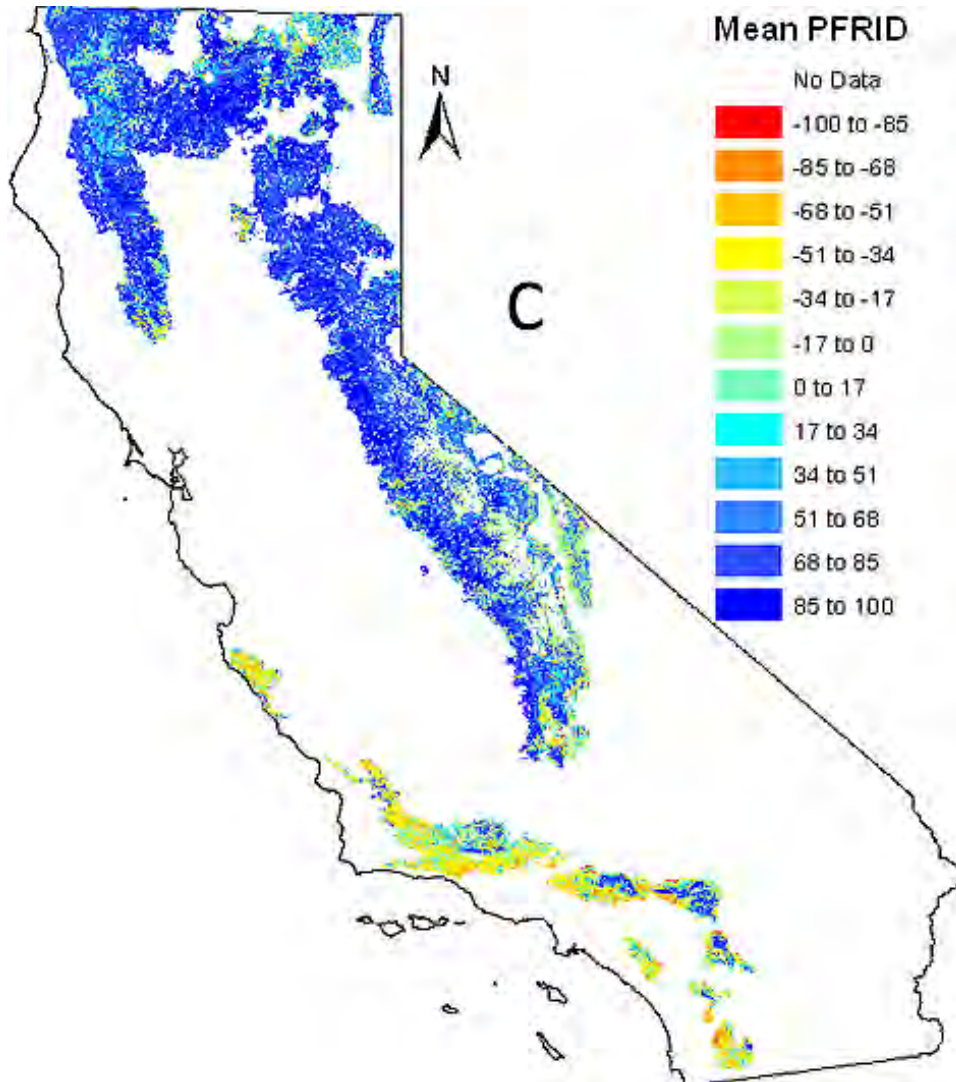 Mean PFRID
N
No Data
-100 to -85
-85 to -68
-68 to -51
-51 to -34
C
-34 to -17
-17 to 0
0 to 17
17 to 34
34 to 51
51 to 68
68 to 85
85 to 100